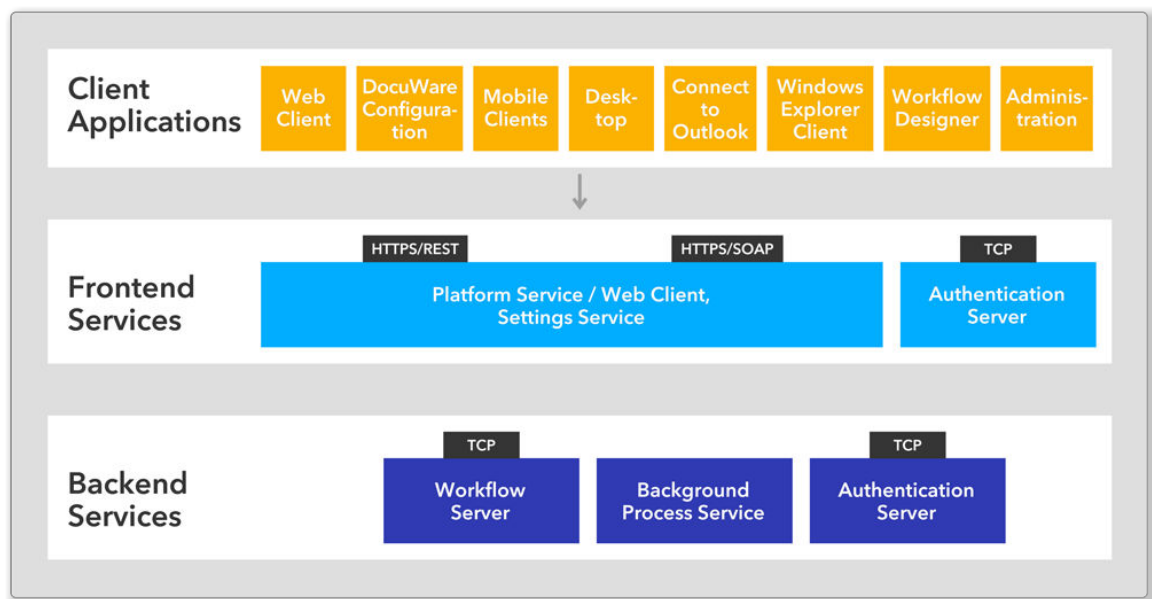 Client
Applications
Web
Client
DocuWare
Configura-
tion
Mobile
Clients
Desk-
top
Connect
to
Outlook
Windows
Explorer
Client
Workflow
Designer
Adminis-
tration
Frontend
Services
HTTPS/REST
HTTPS/SOAP
Platform Service / Web Client,
Settings Service
TCP
Authentication
Server
Backend
Services
TCP
Workflow
Server
Background
Process Service
TCP
Authentication
Server